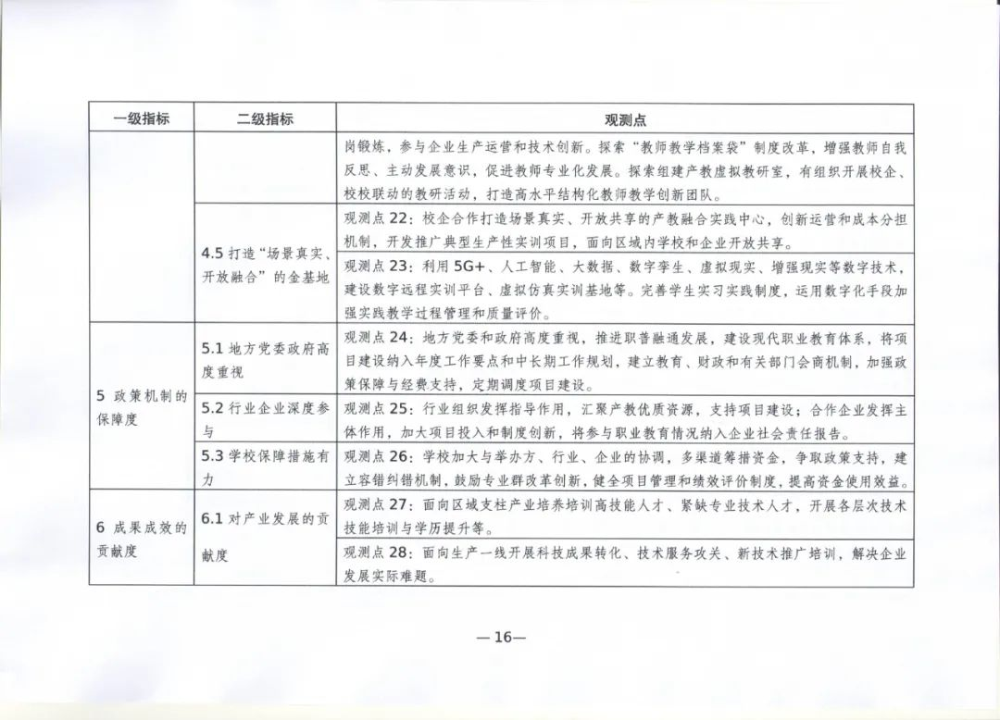 一级指标 二级指标 观测点
岗锻炼，参与企业生产运营和技术创新。探索“教师教学档案袋”制度改革，增强教师自我
反思、主动发展意识，促进教师专业化发展。探索组建产教虚拟教研室，有组织开展校企、
校校联动的教研活动，打造高水平结构化教师教学创新团队。
4.5 打造“场景真实、
开放融合”的金基地
观测点 22：校企合作打造场景真实、开放共享的产教融合实践中心，创新运营和成本分担
机制，开发推广典型生产性实训项目，面向区域内学校和企业开放共享。
观测点 23：利用 5G+、人工智能、大数据、数字孪生、虚拟现实、增强现实等数字技术，
建设数字远程实训平台、虚拟仿真实训基地等。完善学生实习实践制度，运用数字化手段加
强实践教学过程管理和质量评价。
5 政策机制的
保障度
5.1 地方党委政府高
度重视
观测点 24：地方党委和政府高度重视，推进职普融通发展，建设现代职业教育体系，将项
目建设纳入年度工作要点和中长期工作规划，建立教育、财政和有关部门会商机制，加强政
策保障与经费支持，定期调度项目建设。
5.2 行业企业深度参
与
观测点 25：行业组织发挥指导作用，汇聚产教优质资源，支持项目建设；合作企业发挥主
体作用，加大项目投入和制度创新，将参与职业教育情况纳入企业社会责任报告。
5.3 学校保障措施有
力
观测点 26：学校加大与举办方、行业、企业的协调，多渠道筹措资金，争取政策支持，建
立容错纠错机制，鼓励专业群改革创新，健全项目管理和绩效评价制度，提高资金使用效益。
6 成果成效的
贡献度
6.1 对产业发展的贡
献度
观测点 27：面向区域支柱产业培养培训高技能人才、紧缺专业技术人才，开展各层次技术
技能培训与学历提升等。
观测点 28：面向生产一线开展科技成果转化、技术服务攻关、新技术推广培训，解决企业
发展实际难题。
— 16—